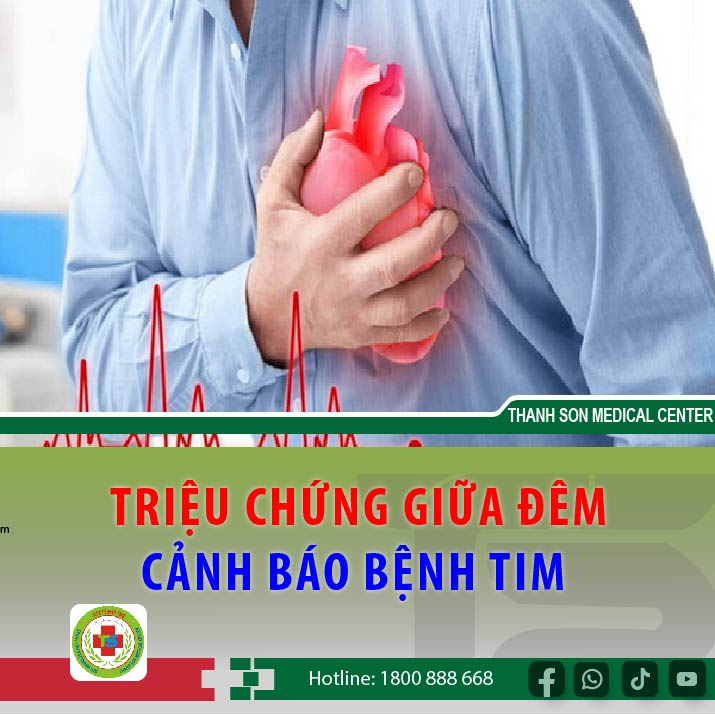 THANH SON MEDICAL CENTER
TRIỆU CHỨNG GIỮA ĐÊM
m
CẢNH BÁO BỆNH TIM
Hotline: 1800 888 668